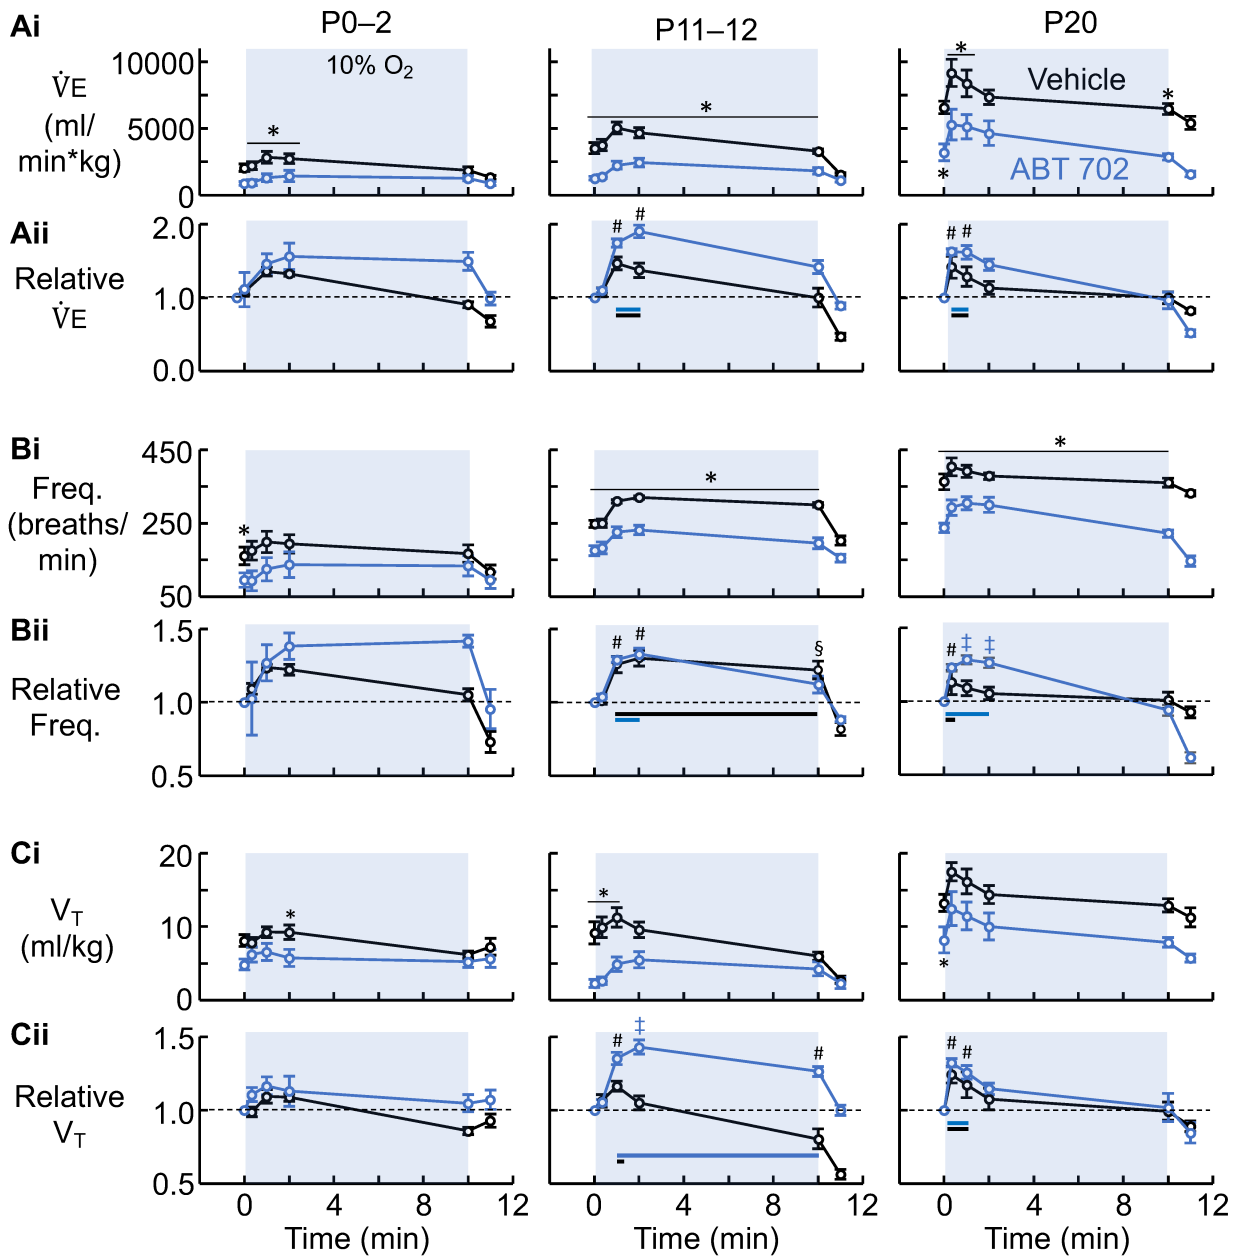 Ai
P0–2
P11–12
P20
V̇E
(ml/
min*kg)
10000
5000
0
10% O₂
*
*
*
*
*
Vehicle
ABT 702
Aii
Relative
V̇E
2.0
1.0
0.0
# #
# #
Bi
Freq.
(breaths/
min)
450
250
50
*
*
*
Bii
Relative
Freq.
1.5
1.0
0.5
# # §
# ‡ ‡
Ci
V_T
(ml/kg)
20
10
0
*
*
*
Cii
Relative
V_T
1.5
1.0
0.5
# ‡ #
# #
0 4 8 12
0 4 8 12
0 4 8 12
Time (min)
Time (min)
Time (min)